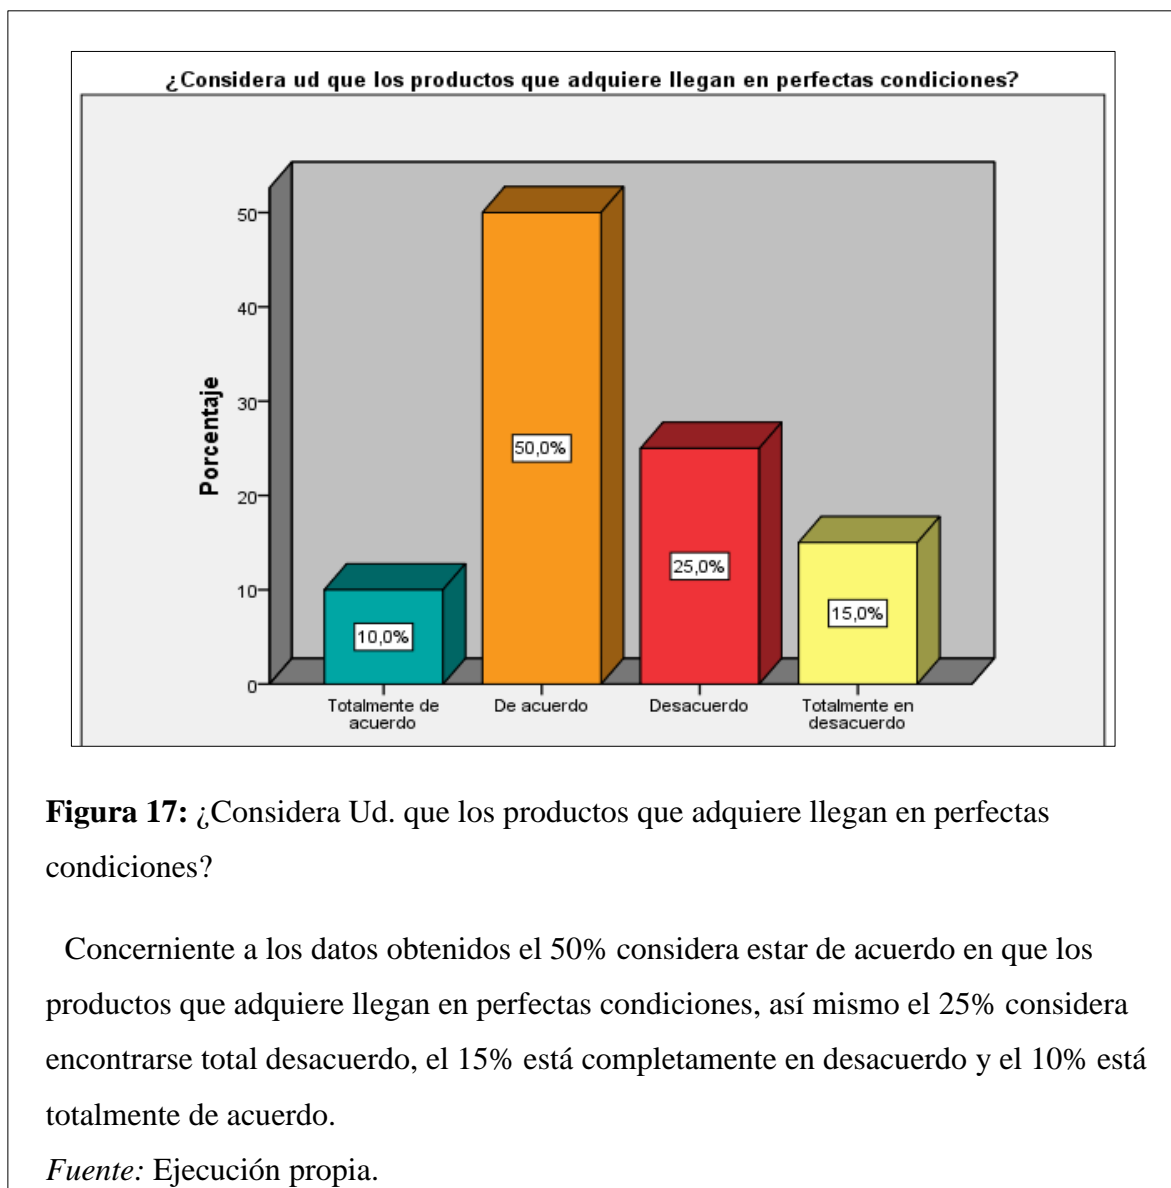 ¿Considera ud que los productos que adquiere llegan en perfectas condiciones?
50
40
30
20
10
0
Porcentaje
10,0%
50,0%
25,0%
15,0%
Totalmente de
acuerdo
De acuerdo
Desacuerdo
Totalmente en
desacuerdo
Figura 17: ¿Considera Ud. que los productos que adquiere llegan en perfectas
condiciones?
Concerniente a los datos obtenidos el 50% considera estar de acuerdo en que los
productos que adquiere llegan en perfectas condiciones, así mismo el 25% considera
encontrarse total desacuerdo, el 15% está completamente en desacuerdo y el 10% está
totalmente de acuerdo.
Fuente: Ejecución propia.